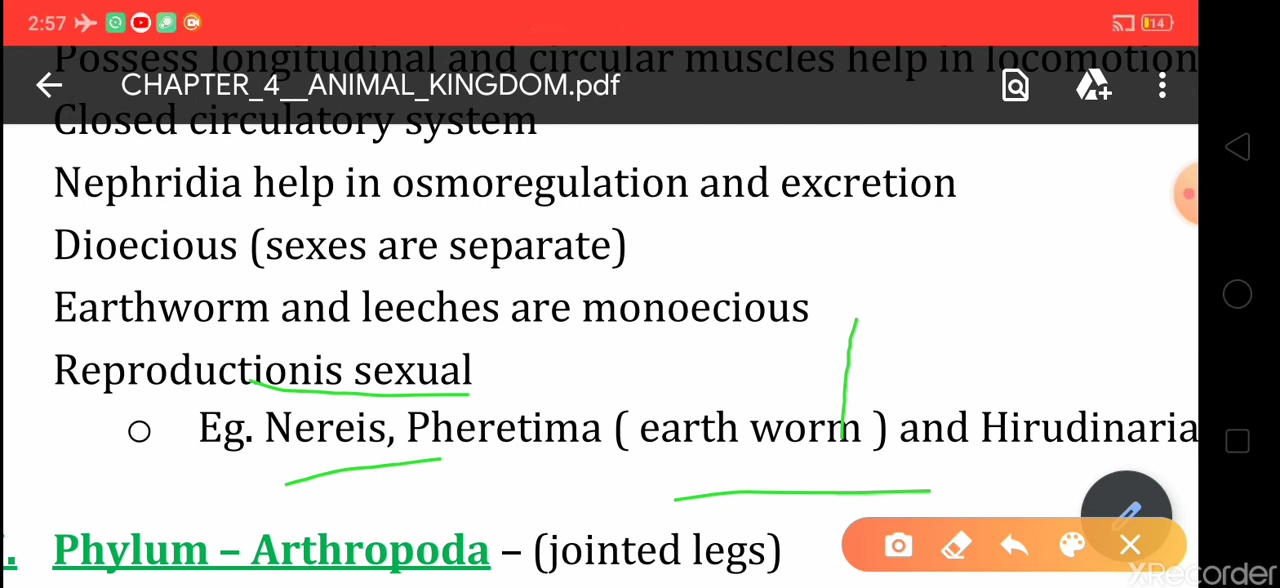 2:57
14
Possess longitudinal and circular muscles help in locomotion
CHAPTER_4__ANIMAL_KINGDOM.pdf
Closed circulatory system
Nephridia help in osmoregulation and excretion
Dioecious (sexes are separate)
Earthworm and leeches are monoecious
Reproductionis sexual
o Eg. Nereis, Pheretima ( earth worm ) and Hirudinaria
. Phylum – Arthropoda – (jointed legs)
XRecorder